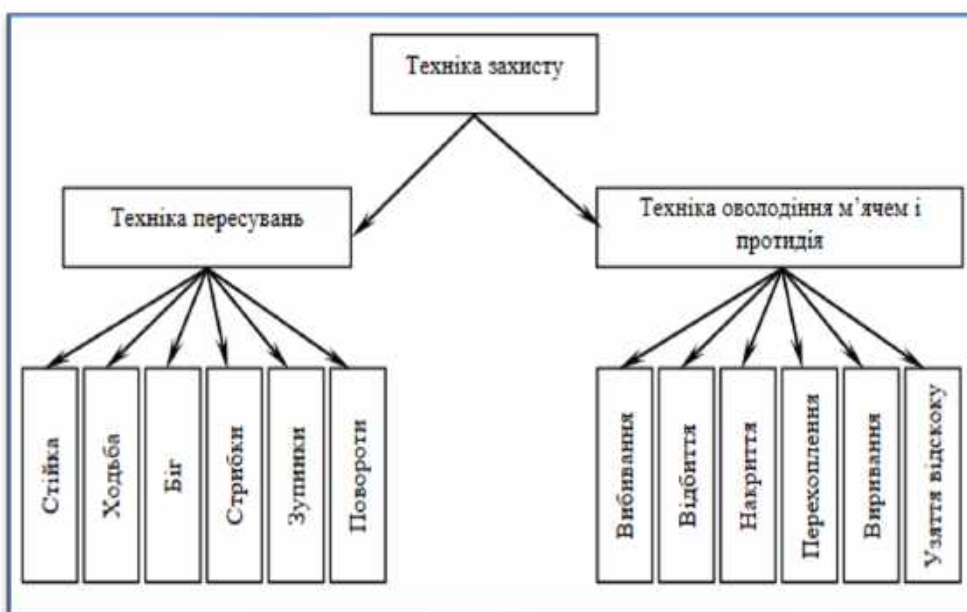 Техніка захисту
Техніка пересувань
Техніка оволодіння м’ячем і
протидія
Стійка
Ходьба
Біг
Стрибки
Зупинки
Повороти
Вибивання
Відбиття
Накриття
Перехоплення
Виривання
Узяття відскоку